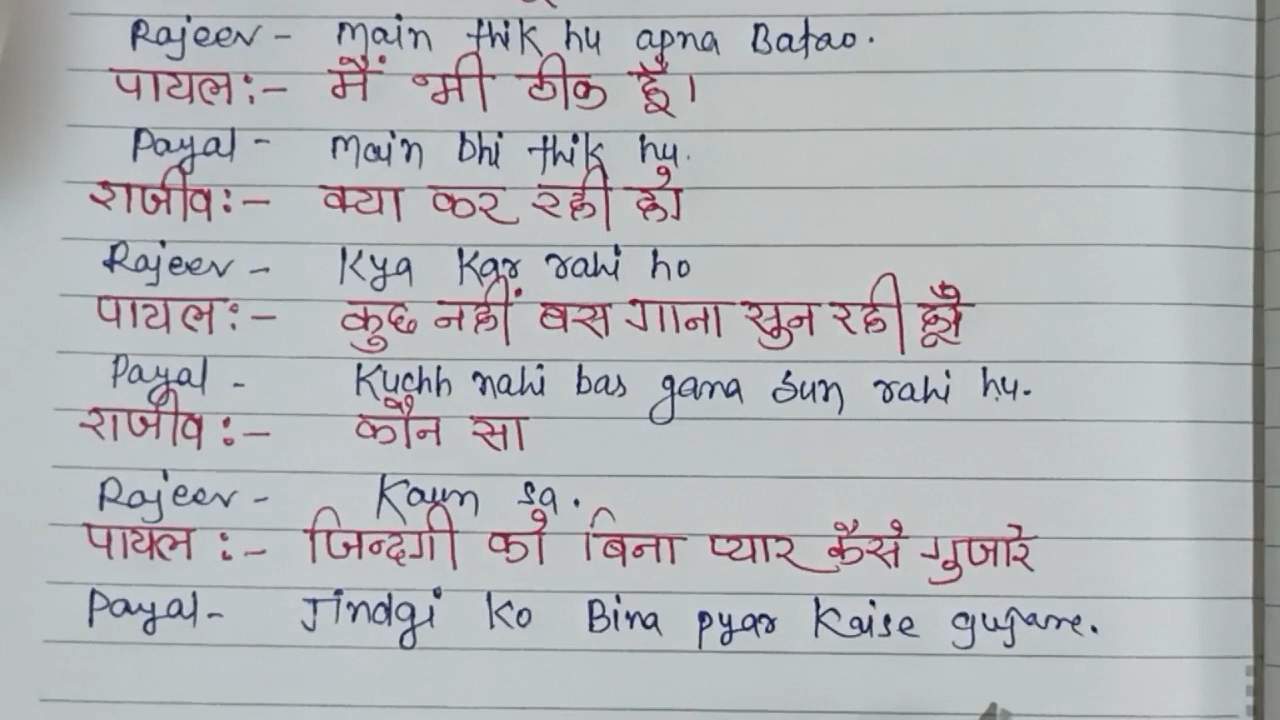 Rajeev - Main thik hu apna Batao.
पायल :- मैं भी ठीक हूँ।
Payal - Main bhi thik hu.
राजीव :- क्या कर रही हो
Rajeev - Kya Kar rahi ho
पायल :- कुछ नहीं बस गाना सुन रही हूँ
Payal - Kuchh nahi bas gana sun rahi hu.
राजीव :- कौन सा
Rajeev - Kaun sa.
पायल :- जिन्दगी को बिना प्यार कैसे गुजारे
Payal - Jindgi Ko Bina pyar Kaise gujare.